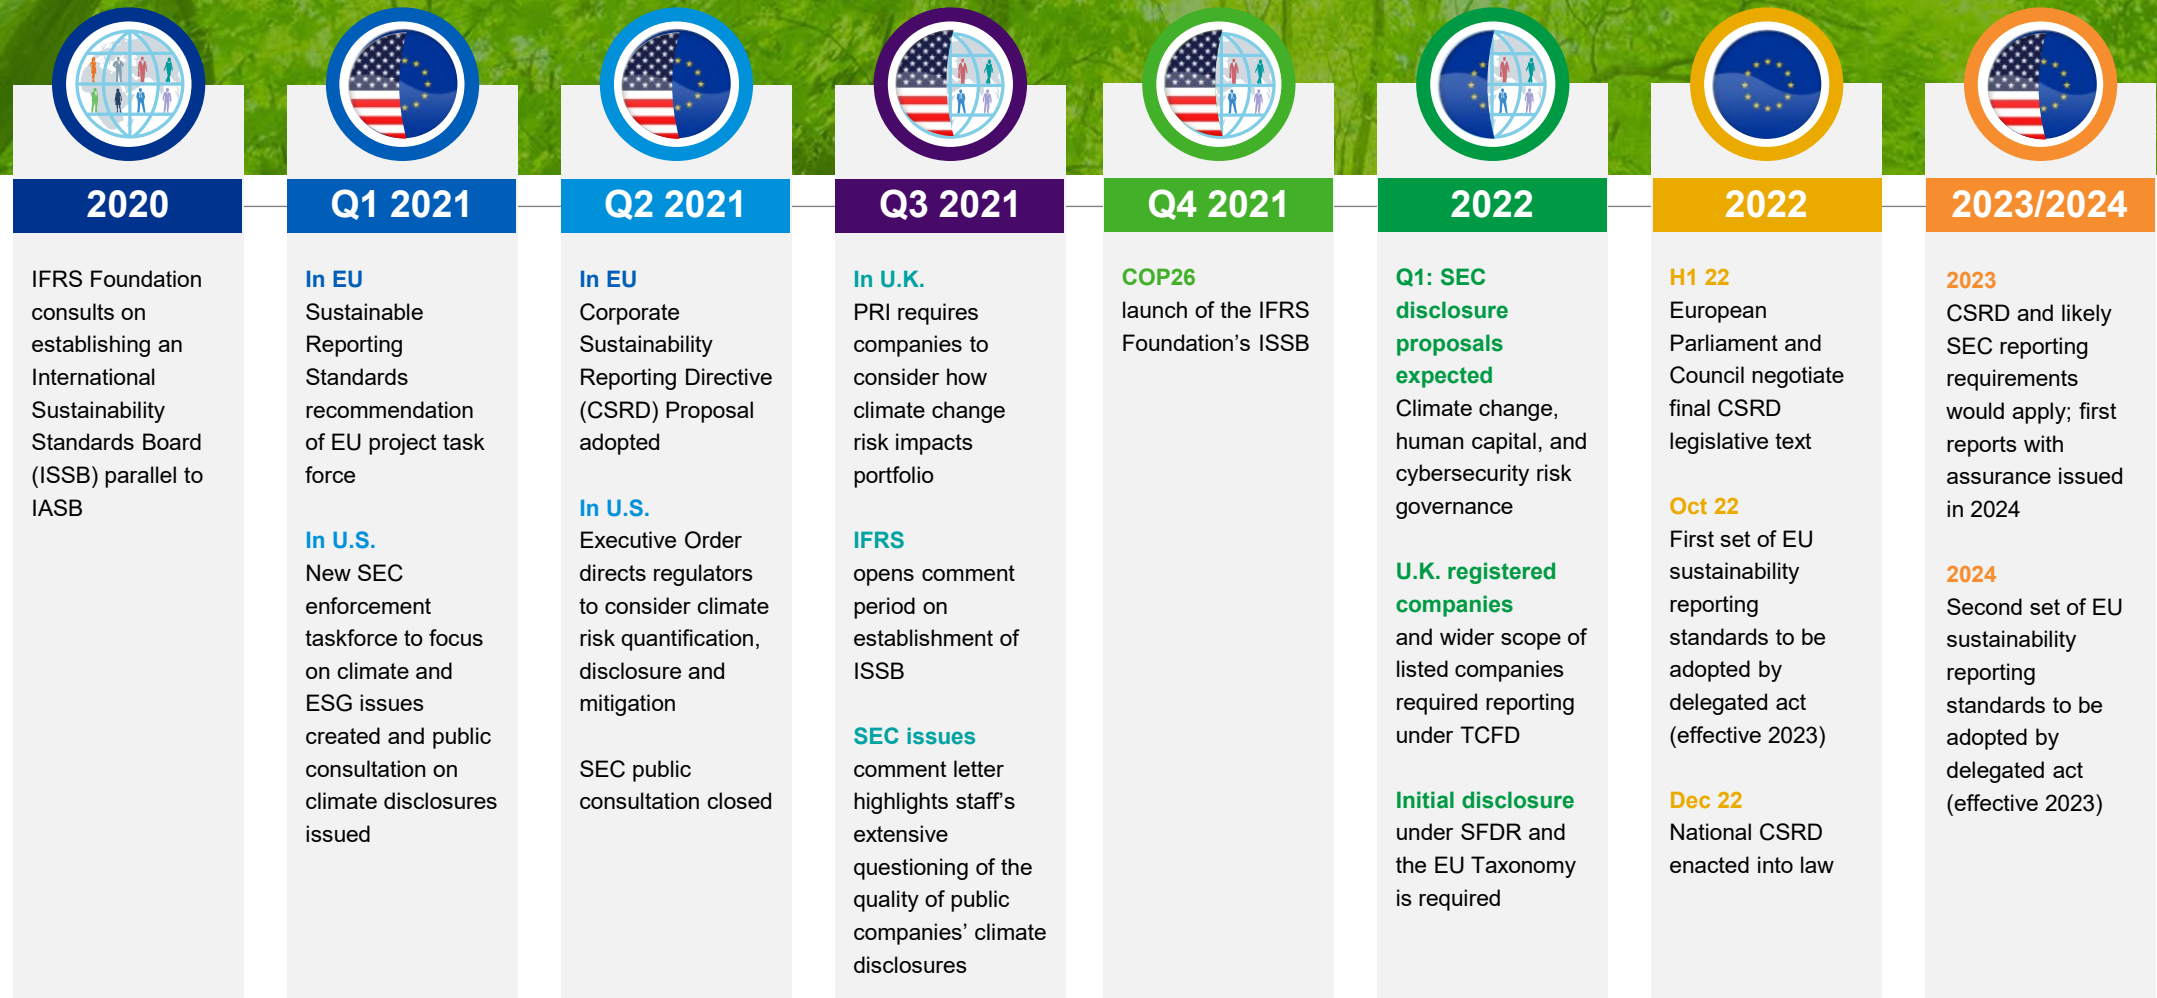 2020
IFRS Foundation
consults on
establishing an
International
Sustainability
Standards Board
(ISSB) parallel to
IASB
Q1 2021
In EU
Sustainable
Reporting
Standards
recommendation
of EU project task
force
In U.S.
New SEC
enforcement
taskforce to focus
on climate and
ESG issues
created and public
consultation on
climate disclosures
issued
Q2 2021
In EU
Corporate
Sustainability
Reporting Directive
(CSRD) Proposal
adopted
In U.S.
Executive Order
directs regulators
to consider climate
risk quantification,
disclosure and
mitigation
SEC public
consultation closed
Q3 2021
In U.K.
PRI requires
companies to
consider how
climate change
risk impacts
portfolio
IFRS
opens comment
period on
establishment of
ISSB
SEC issues
comment letter
highlights staff’s
extensive
questioning of the
quality of public
companies’ climate
disclosures
Q4 2021
COP26
launch of the IFRS
Foundation’s ISSB
2022
Q1: SEC
disclosure
proposals
expected
Climate change,
human capital, and
cybersecurity risk
governance
U.K. registered
companies
and wider scope of
listed companies
required reporting
under TCFD
Initial disclosure
under SFDR and
the EU Taxonomy
is required
2022
H1 22
European
Parliament and
Council negotiate
final CSRD
legislative text
Oct 22
First set of EU
sustainability
reporting
standards to be
adopted by
delegated act
(effective 2023)
Dec 22
National CSRD
enacted into law
2023/2024
2023
CSRD and likely
SEC reporting
requirements
would apply; first
reports with
assurance issued
in 2024
2024
Second set of EU
sustainability
reporting
standards to be
adopted by
delegated act
(effective 2023)